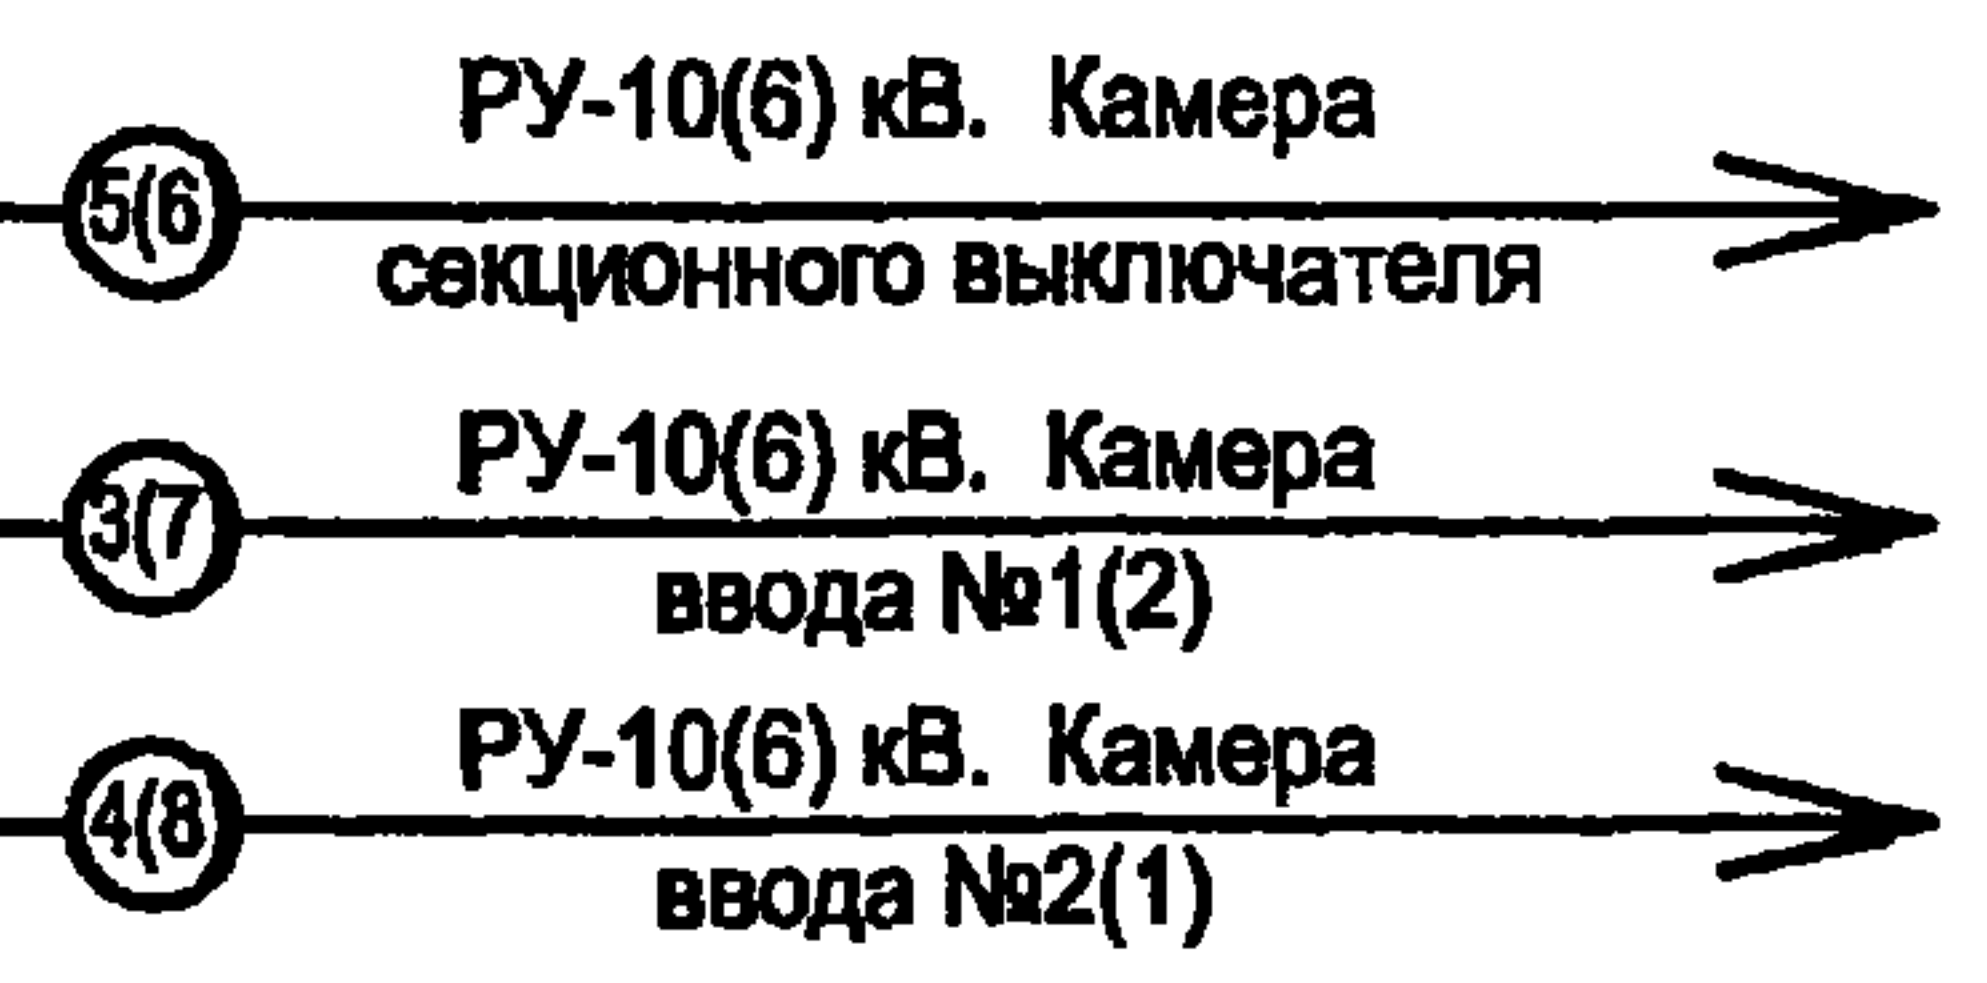 РУ-10(6) кВ. Камера
5(6
секционного выключателя
РУ-10(6) кВ. Камера
3(7
ввода №1(2)
РУ-10(6) кВ. Камера
4(8
ввода №2(1)